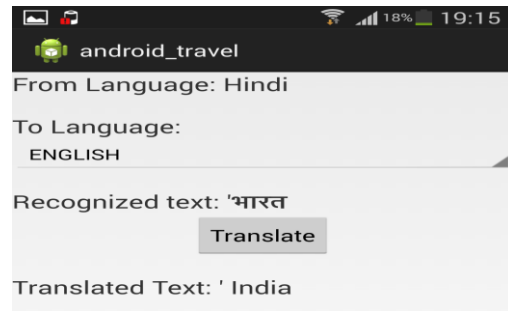 18% 19:15
android_travel
From Language: Hindi
To Language:
ENGLISH
Recognized text: 'भारत
Translate
Translated Text: ' India